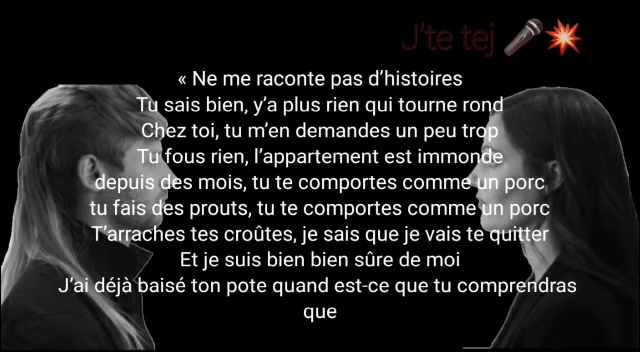 J'te tej 🎤💥
« Ne me raconte pas d'histoires
Tu sais bien, y'a plus rien qui tourne rond
Chez toi, tu m'en demandes un peu trop
Tu fous rien, l'appartement est immonde
depuis des mois, tu te comportes comme un porc
tu fais des prouts, tu te comportes comme un porc
T'arraches tes croûtes, je sais que je vais te quitter
Et je suis bien bien sûre de moi
J'ai déjà baisé ton pote quand est-ce que tu comprendras
que